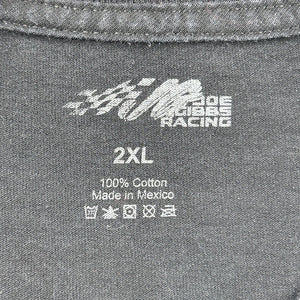 JOE
GIBBS
RACING
2XL
100% Cotton
Made in Mexico